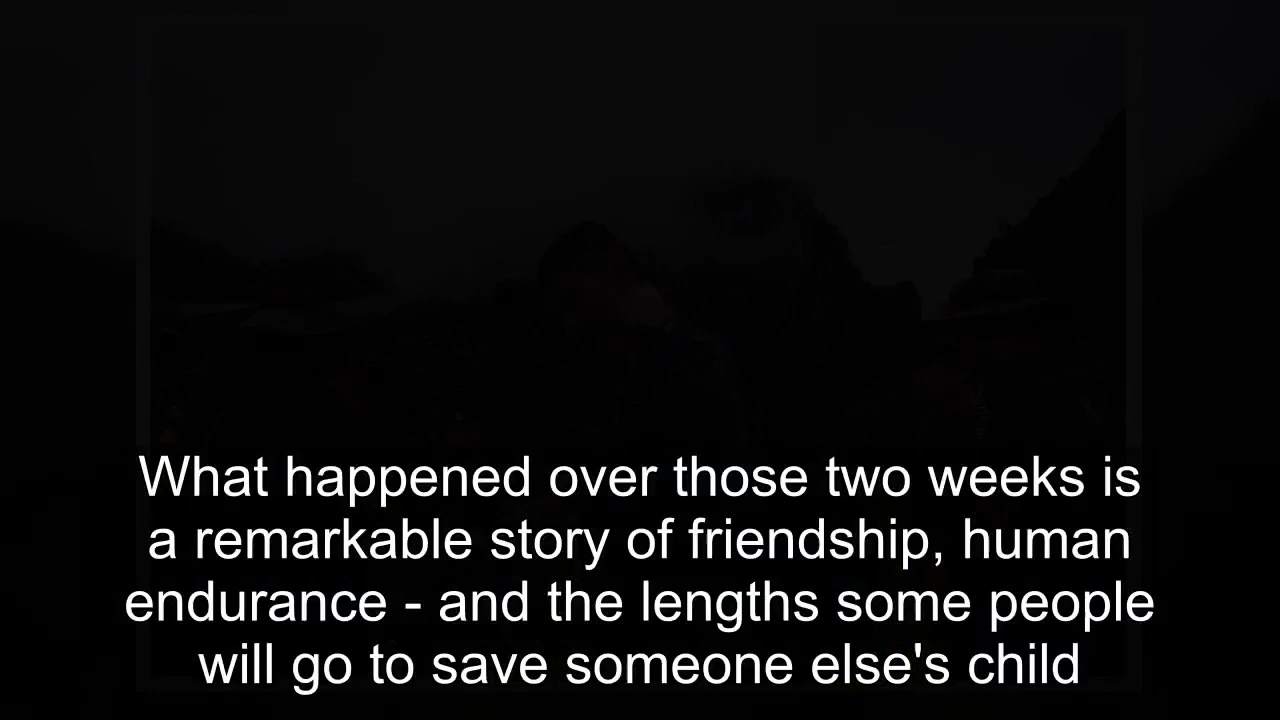 What happened over those two weeks is
a remarkable story of friendship, human
endurance - and the lengths some people
will go to save someone else's child